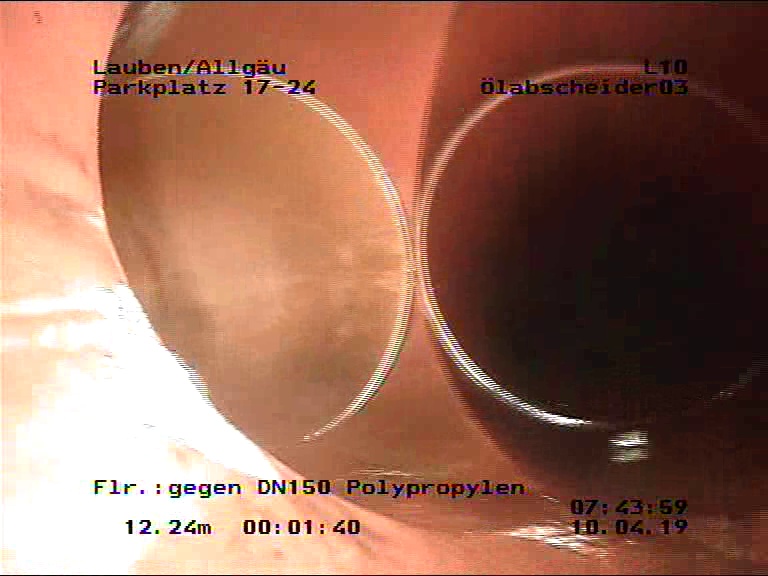 Lauben/Allgäu L10
Parkplatz 17-24 Ölabscheider03
Flr.:gegen DN150 Polypropylen
07:43:59
12.24m 00:01:40 10.04.19